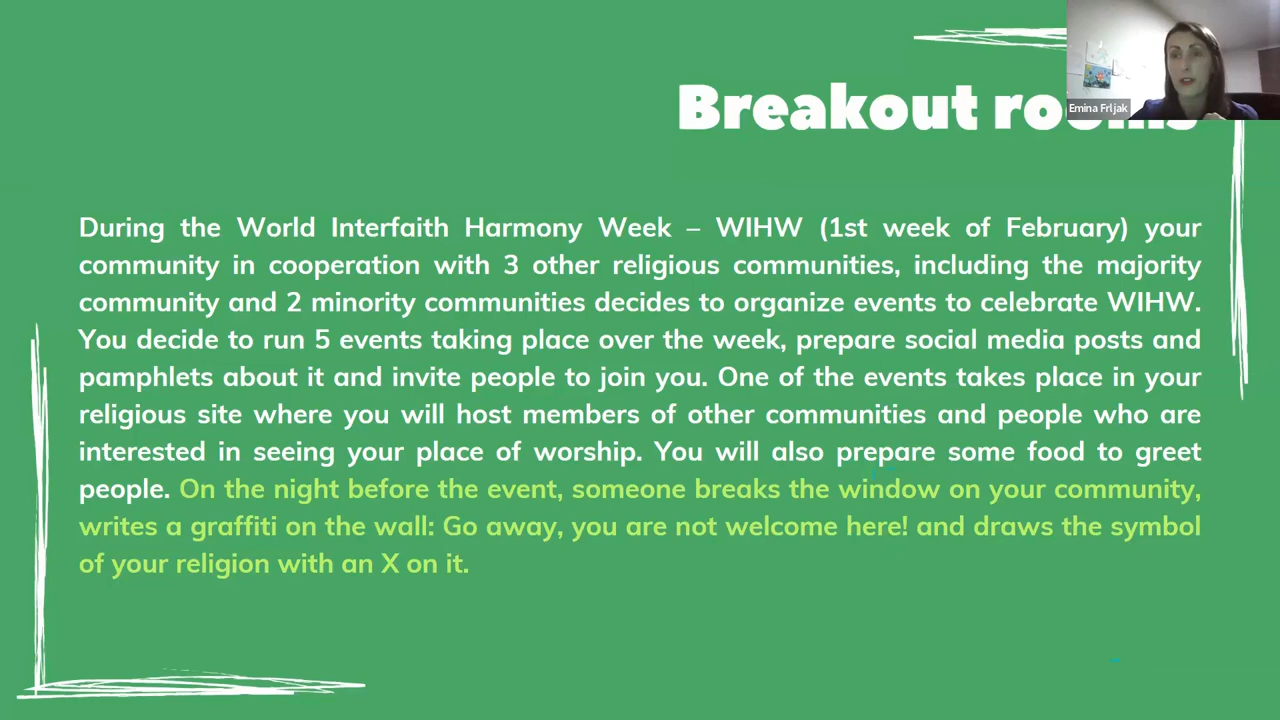 Breakout rooms
Emina Frljak
During the World Interfaith Harmony Week – WIHW (1st week of February) your
community in cooperation with 3 other religious communities, including the majority
community and 2 minority communities decides to organize events to celebrate WIHW.
You decide to run 5 events taking place over the week, prepare social media posts and
pamphlets about it and invite people to join you. One of the events takes place in your
religious site where you will host members of other communities and people who are
interested in seeing your place of worship. You will also prepare some food to greet
people. On the night before the event, someone breaks the window on your community,
writes a graffiti on the wall: Go away, you are not welcome here! and draws the symbol
of your religion with an X on it.